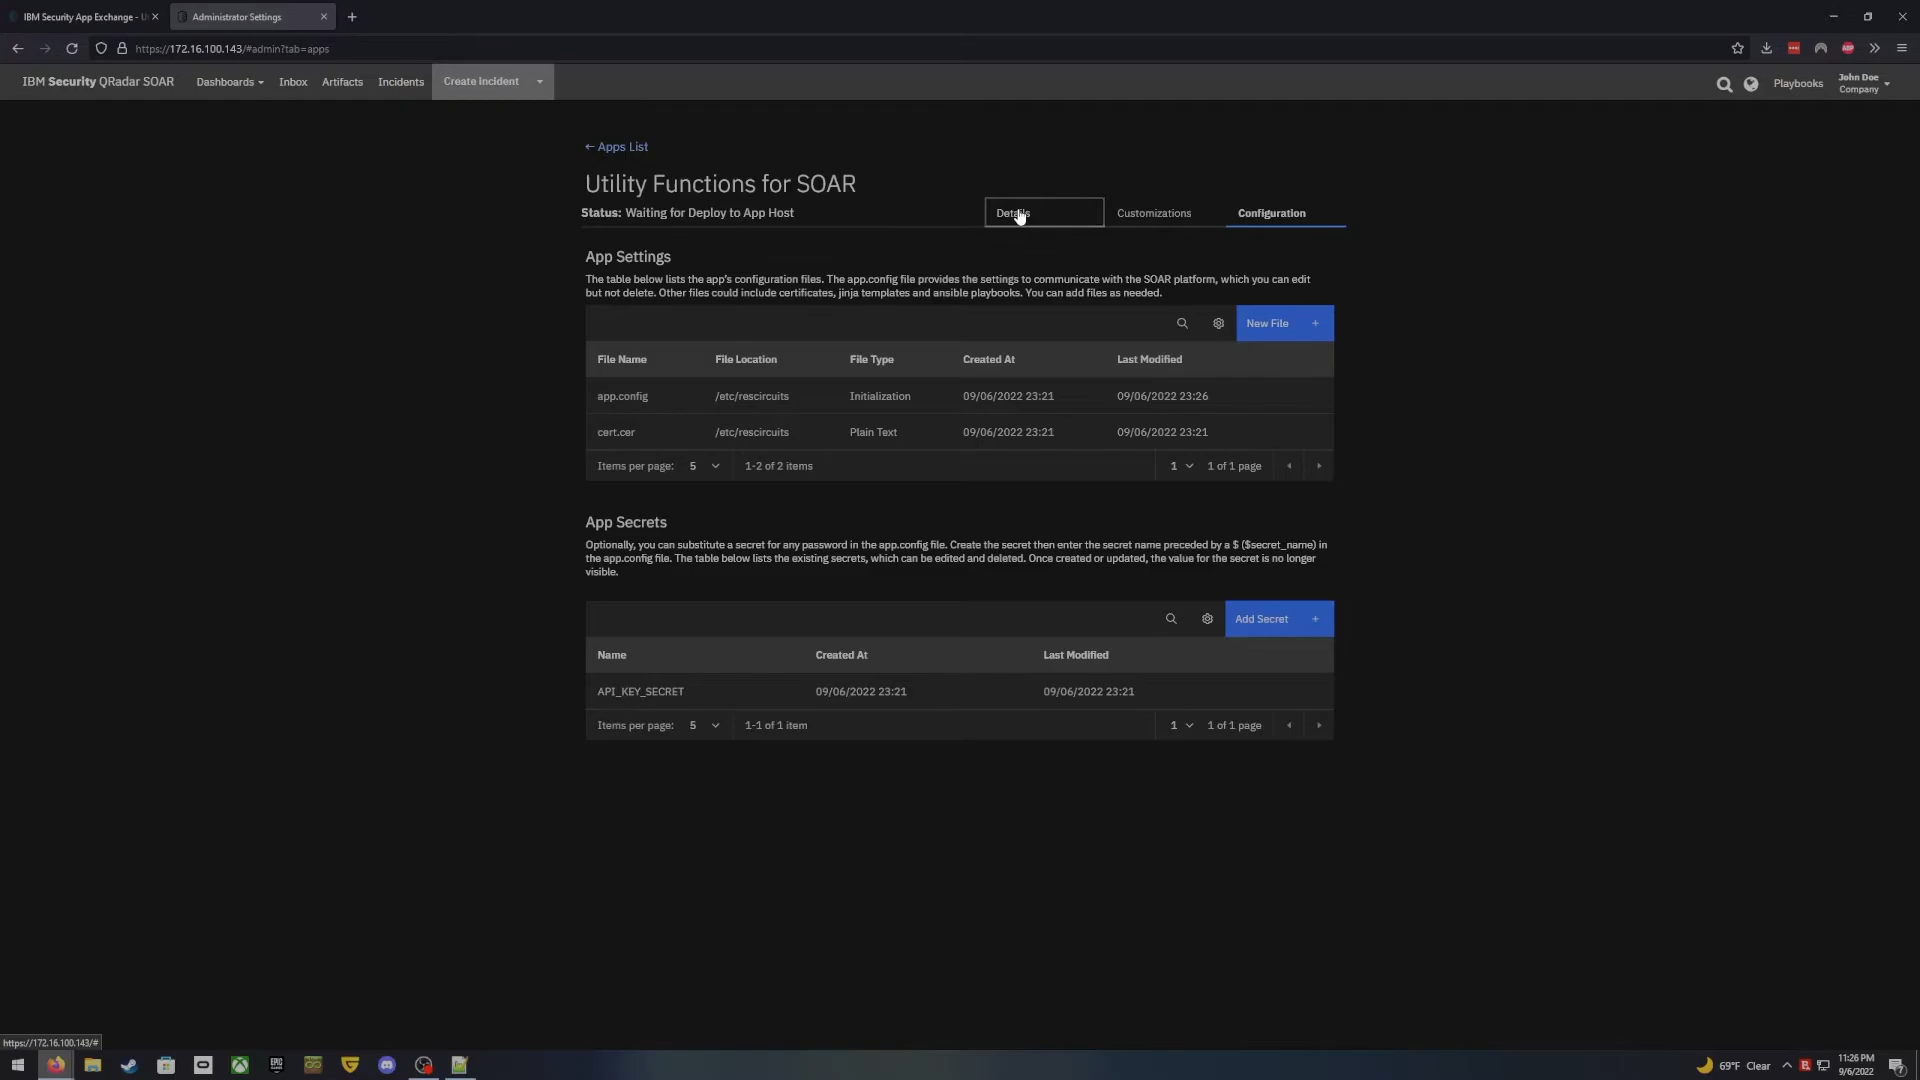 IBM Security App Exchange - U
Administrator Settings
https://172.16.100.143/#admin?tab=apps
IBM Security QRadar SOAR
Dashboards
Inbox
Artifacts
Incidents
Create Incident
Playbooks
John Doe
Company
← Apps List
Utility Functions for SOAR
Status: Waiting for Deploy to App Host
Details
Customizations
Configuration
App Settings
The table below lists the app's configuration files. The app.config file provides the settings to communicate with the SOAR platform, which you can edit
but not delete. Other files could include certificates, jinja templates and ansible playbooks. You can add files as needed.
New File +
File Name File Location File Type Created At Last Modified
app.config /etc/rescircuits Initialization 09/06/2022 23:21 09/06/2022 23:26
cert.cer /etc/rescircuits Plain Text 09/06/2022 23:21 09/06/2022 23:21
Items per page: 5 1-2 of 2 items 1 1 of 1 page
App Secrets
Optionally, you can substitute a secret for any password in the app.config file. Create the secret then enter the secret name preceded by a $ ($secret_name) in
the app.config file. The table below lists the existing secrets, which can be edited and deleted. Once created or updated, the value for the secret is no longer
visible.
Add Secret +
Name Created At Last Modified
API_KEY_SECRET 09/06/2022 23:21 09/06/2022 23:21
Items per page: 5 1-1 of 1 item 1 1 of 1 page
https://172.16.100.143/#
69°F Clear
11:26 PM
9/6/2022